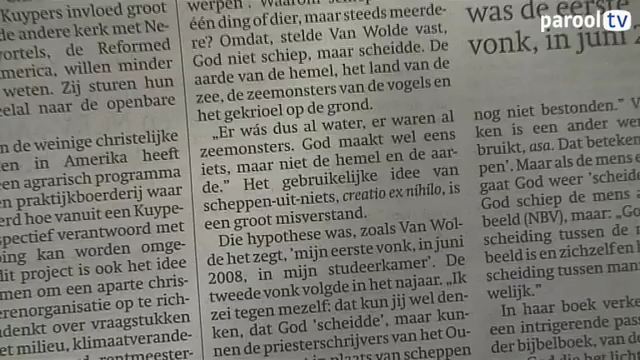 Kuypers invloed groot
de andere kerk met Ne-
ortels, de Reformed
merica, willen minder
weten. Zij sturen hun
eelal naar de openbare
n de weinige christelijke
en in Amerika heeft
een agrarisch programma
en praktijkboerderij waar
erd hoe vanuit een Kuype-
spectief verantwoord met
ping kan worden omge-
dit project is ook het idee
men om een aparte chris-
erenorganisatie op te rich-
denkt over vraagstukken
et milieu, klimaatverande-
rentmeester-
werpen . Waarom
één ding of dier, maar steeds meerde-
re? Omdat, stelde Van Wolde vast,
God niet schiep, maar scheidde. De
aarde van de hemel, het land van de
zee, de zeemonsters van de vogels en
het gekrioel op de grond.
„Er wás dus al water, er waren al
zeemonsters. God maakt wel eens
iets, maar niet de hemel en de aar-
de.” Het gebruikelijke idee van
scheppen-uit-niets, creatio ex nihilo, is
een groot misverstand.
Die hypothese was, zoals Van Wol-
de het zegt, ‘mijn eerste vonk, in juni
2008, in mijn studeerkamer’. De
tweede vonk volgde in het najaar. „Ik
zei tegen mezelf: dat kun jij wel den-
ken, dat God ‘scheidde’, maar kun-
nen de priesterschrijvers van het Ou-
in plaats van scheppen
was de eerste
vonk, in juni 2
nog niet bestonden.” V
ken is een ander wer
bruikt, asa. Dat beteken
pen’. Maar als de mens e
gaat God weer ‘scheide
God schiep de mens a
beeld (NBV), maar: „Go
scheiding tussen de m
beeld is en zichzelf en h
scheiding tussen man
welijk.”
In haar boek verke
een intrigerende pass
der bijbelboek, van d
parool tv